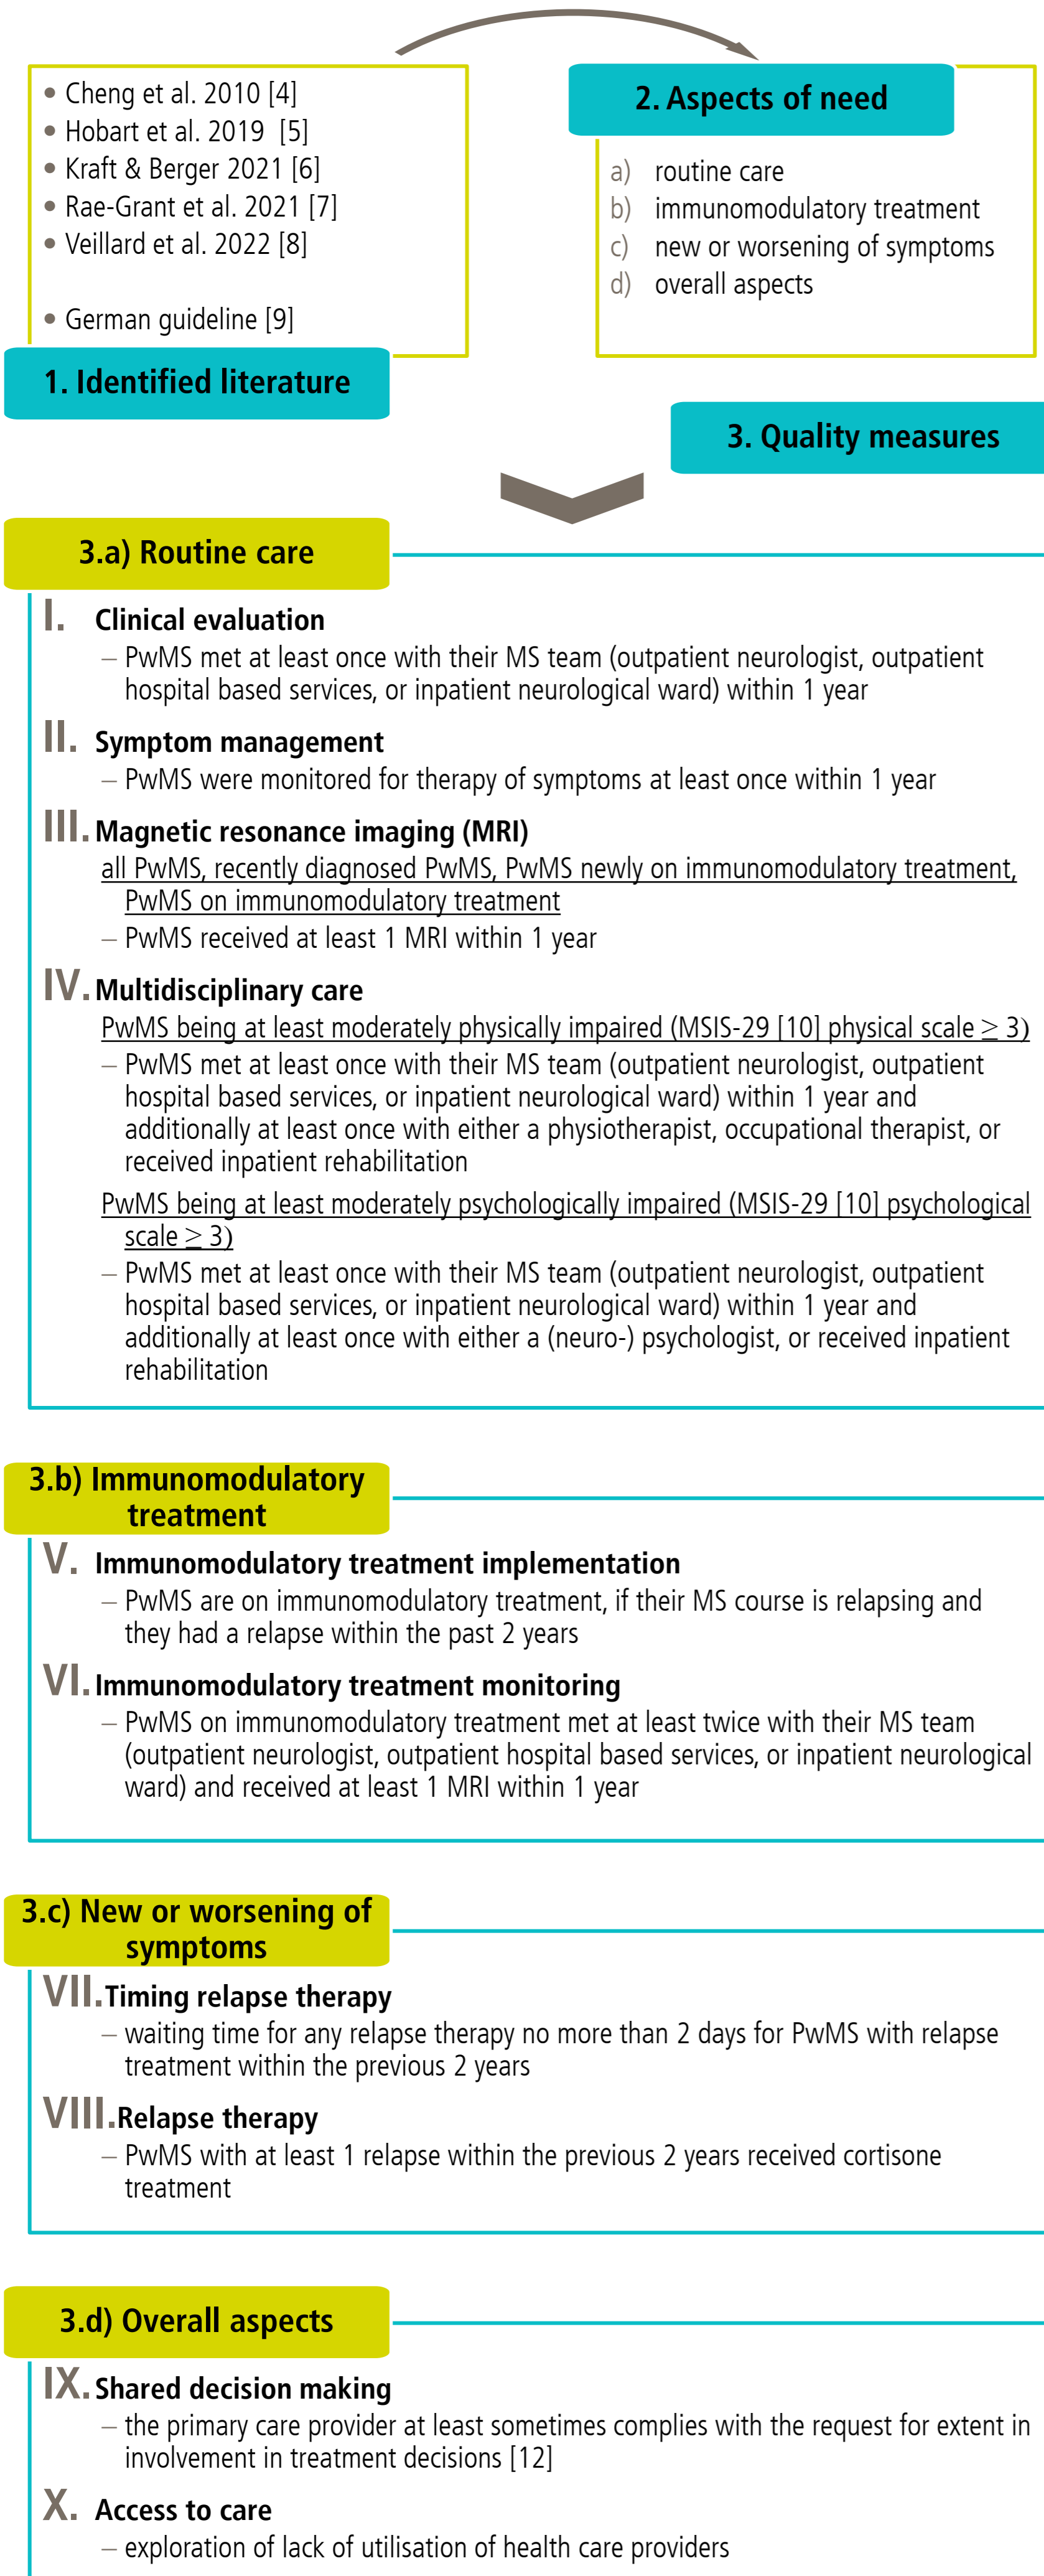 • Cheng et al. 2010 [4]
• Hobart et al. 2019 [5]
• Kraft & Berger 2021 [6]
• Rae-Grant et al. 2021 [7]
• Veillard et al. 2022 [8]
• German guideline [9]
1. Identified literature
2. Aspects of need
a) routine care
b) immunomodulatory treatment
c) new or worsening of symptoms
d) overall aspects
3. Quality measures
3.a) Routine care
I. Clinical evaluation
– PwMS met at least once with their MS team (outpatient neurologist, outpatient
hospital based services, or inpatient neurological ward) within 1 year
II. Symptom management
– PwMS were monitored for therapy of symptoms at least once within 1 year
III. Magnetic resonance imaging (MRI)
all PwMS, recently diagnosed PwMS, PwMS newly on immunomodulatory treatment,
PwMS on immunomodulatory treatment
– PwMS received at least 1 MRI within 1 year
IV. Multidisciplinary care
PwMS being at least moderately physically impaired (MSIS-29 [10] physical scale ≥ 3)
– PwMS met at least once with their MS team (outpatient neurologist, outpatient
hospital based services, or inpatient neurological ward) within 1 year and
additionally at least once with either a physiotherapist, occupational therapist, or
received inpatient rehabilitation
PwMS being at least moderately psychologically impaired (MSIS-29 [10] psychological
scale ≥ 3)
– PwMS met at least once with their MS team (outpatient neurologist, outpatient
hospital based services, or inpatient neurological ward) within 1 year and
additionally at least once with either a (neuro-) psychologist, or received inpatient
rehabilitation
3.b) Immunomodulatory
treatment
V. Immunomodulatory treatment implementation
– PwMS are on immunomodulatory treatment, if their MS course is relapsing and
they had a relapse within the past 2 years
VI. Immunomodulatory treatment monitoring
– PwMS on immunomodulatory treatment met at least twice with their MS team
(outpatient neurologist, outpatient hospital based services, or inpatient neurological
ward) and received at least 1 MRI within 1 year
3.c) New or worsening of
symptoms
VII. Timing relapse therapy
– waiting time for any relapse therapy no more than 2 days for PwMS with relapse
treatment within the previous 2 years
VIII. Relapse therapy
– PwMS with at least 1 relapse within the previous 2 years received cortisone
treatment
3.d) Overall aspects
IX. Shared decision making
– the primary care provider at least sometimes complies with the request for extent in
involvement in treatment decisions [12]
X. Access to care
– exploration of lack of utilisation of health care providers